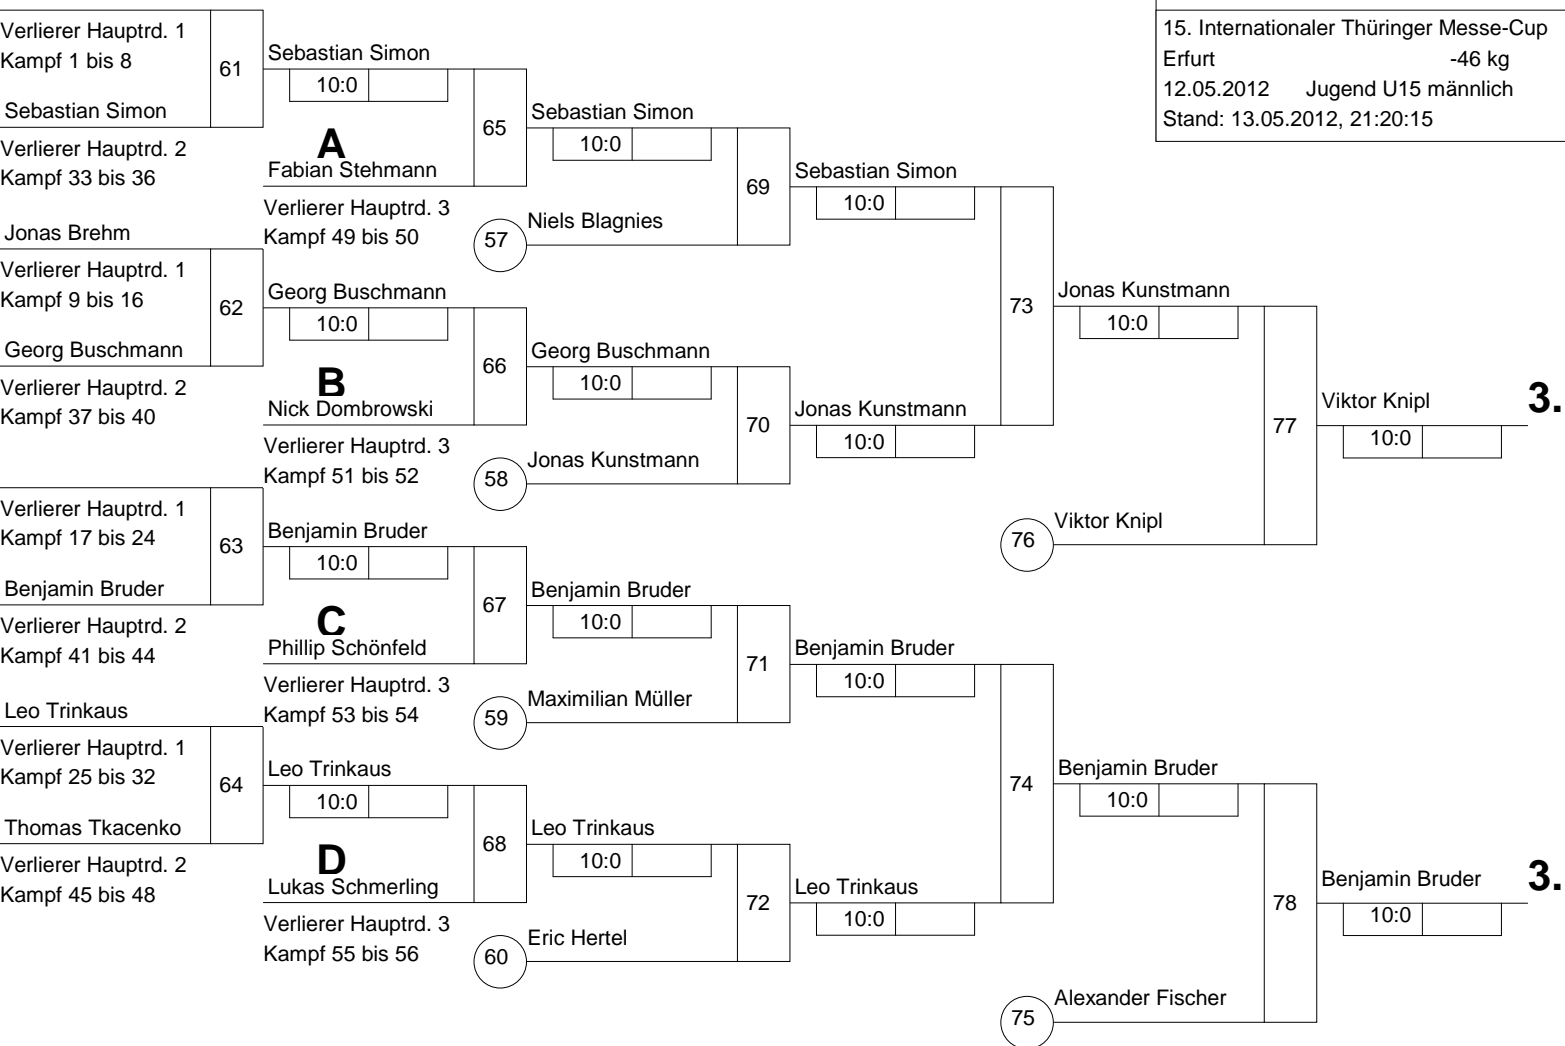 15. Internationaler Thüringer Messe-Cup
Erfurt -46 kg
12.05.2012 Jugend U15 männlich
Stand: 13.05.2012, 21:20:15
Verlierer Hauptrd. 1
Kampf 1 bis 8
61
Sebastian Simon
Verlierer Hauptrd. 2
Kampf 33 bis 36
Jonas Brehm
Verlierer Hauptrd. 1
Kampf 9 bis 16
62
Georg Buschmann
Verlierer Hauptrd. 2
Kampf 37 bis 40
Verlierer Hauptrd. 1
Kampf 17 bis 24
63
Benjamin Bruder
Verlierer Hauptrd. 2
Kampf 41 bis 44
Leo Trinkaus
Verlierer Hauptrd. 1
Kampf 25 bis 32
64
Thomas Tkacenko
Verlierer Hauptrd. 2
Kampf 45 bis 48
Sebastian Simon
10:0
A
65
Fabian Stehmann
Verlierer Hauptrd. 3
Kampf 49 bis 50
Georg Buschmann
10:0
B
66
Nick Dombrowski
Verlierer Hauptrd. 3
Kampf 51 bis 52
Benjamin Bruder
10:0
C
67
Phillip Schönfeld
Verlierer Hauptrd. 3
Kampf 53 bis 54
Leo Trinkaus
10:0
D
68
Lukas Schmerling
Verlierer Hauptrd. 3
Kampf 55 bis 56
Sebastian Simon
10:0
69
57 Niels Blagnies
Georg Buschmann
10:0
70
58 Jonas Kunstmann
Benjamin Bruder
10:0
71
59 Maximilian Müller
Leo Trinkaus
10:0
72
60 Eric Hertel
Sebastian Simon
10:0
73
Jonas Kunstmann
10:0
Benjamin Bruder
10:0
74
Leo Trinkaus
10:0
Jonas Kunstmann
10:0
77
76 Viktor Knipl
Benjamin Bruder
10:0
78
75 Alexander Fischer
Viktor Knipl 3.
10:0
Benjamin Bruder 3.
10:0